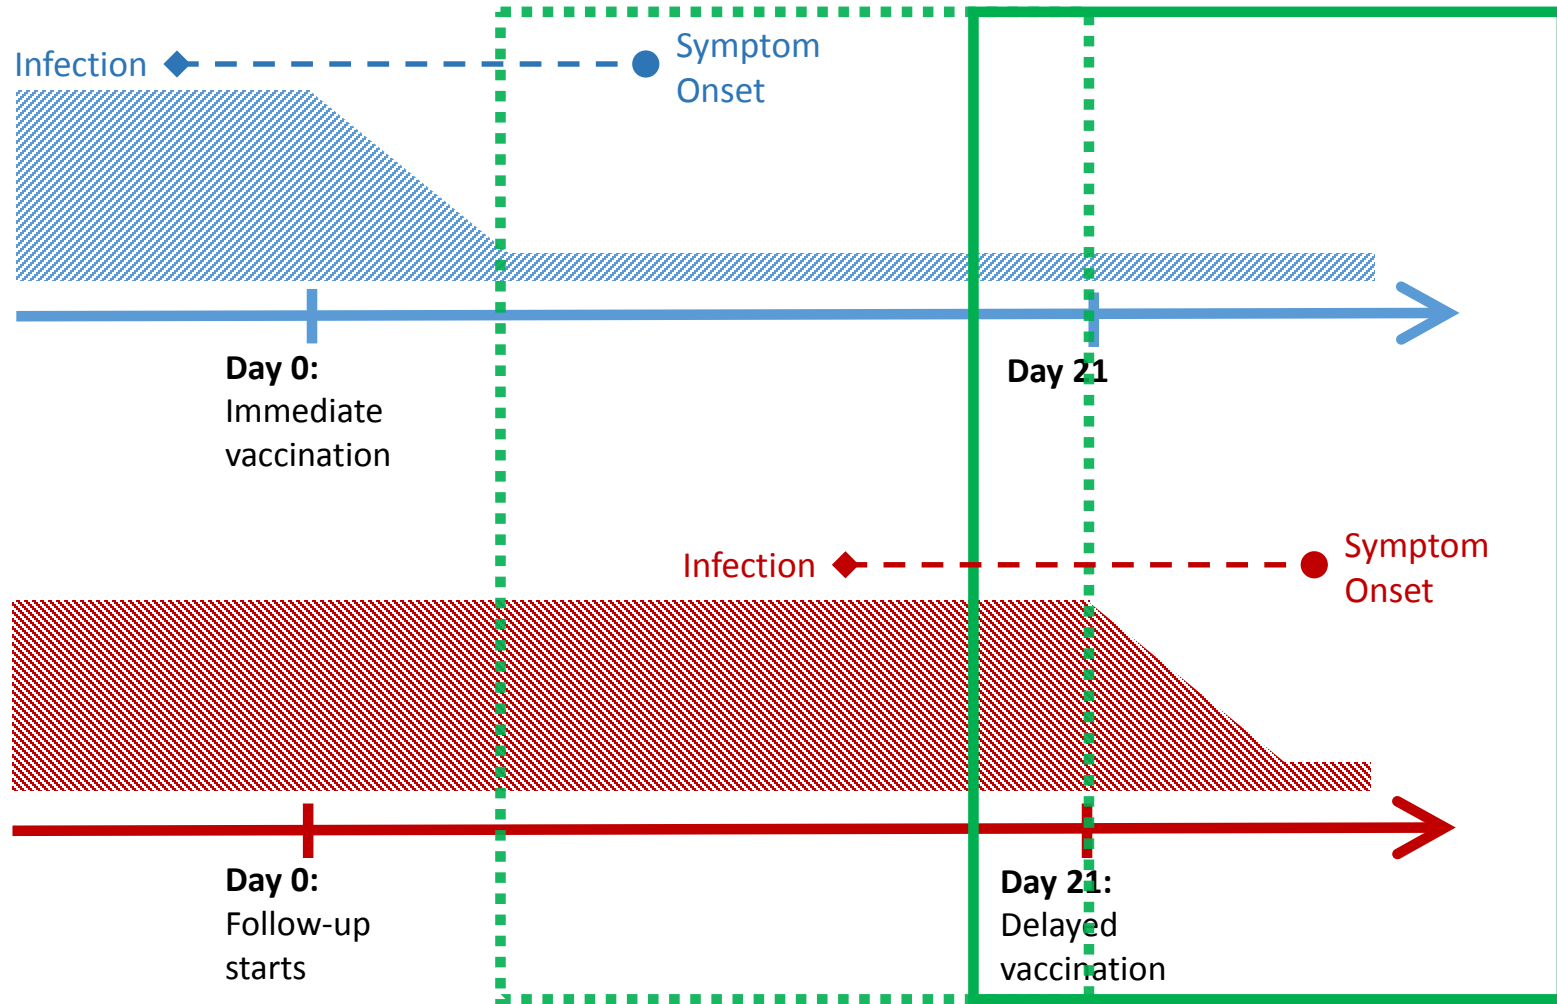 Infection
Symptom
Onset
Day 0:
Immediate
vaccination
Day 21
Infection
Symptom
Onset
Day 0:
Follow-up
starts
Day 21:
Delayed
vaccination